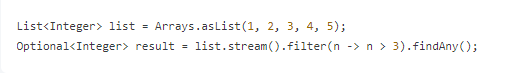 List<Integer> list = Arrays.asList(1, 2, 3, 4, 5);
Optional<Integer> result = list.stream().filter(n -> n > 3).findAny();